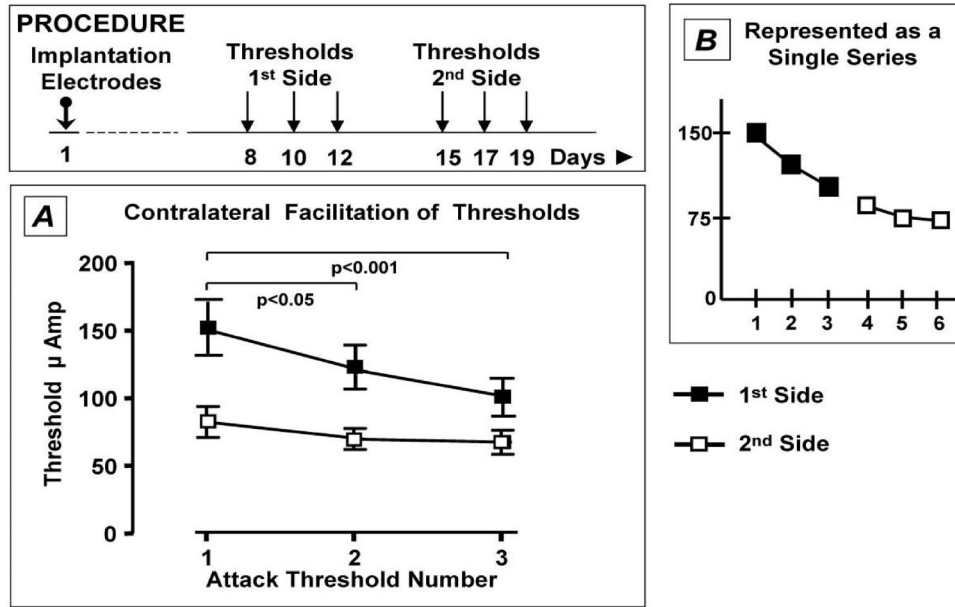 PROCEDURE
Implantation
Electrodes
Thresholds
1st Side
Thresholds
2nd Side
1 8 10 12 15 17 19 Days ►
A Contralateral Facilitation of Thresholds
p<0.001
p<0.05
200
150
100
50
0
Threshold µ Amp
1 2 3
Attack Threshold Number
B Represented as a
Single Series
150
75
0
1 2 3 4 5 6
1st Side
2nd Side